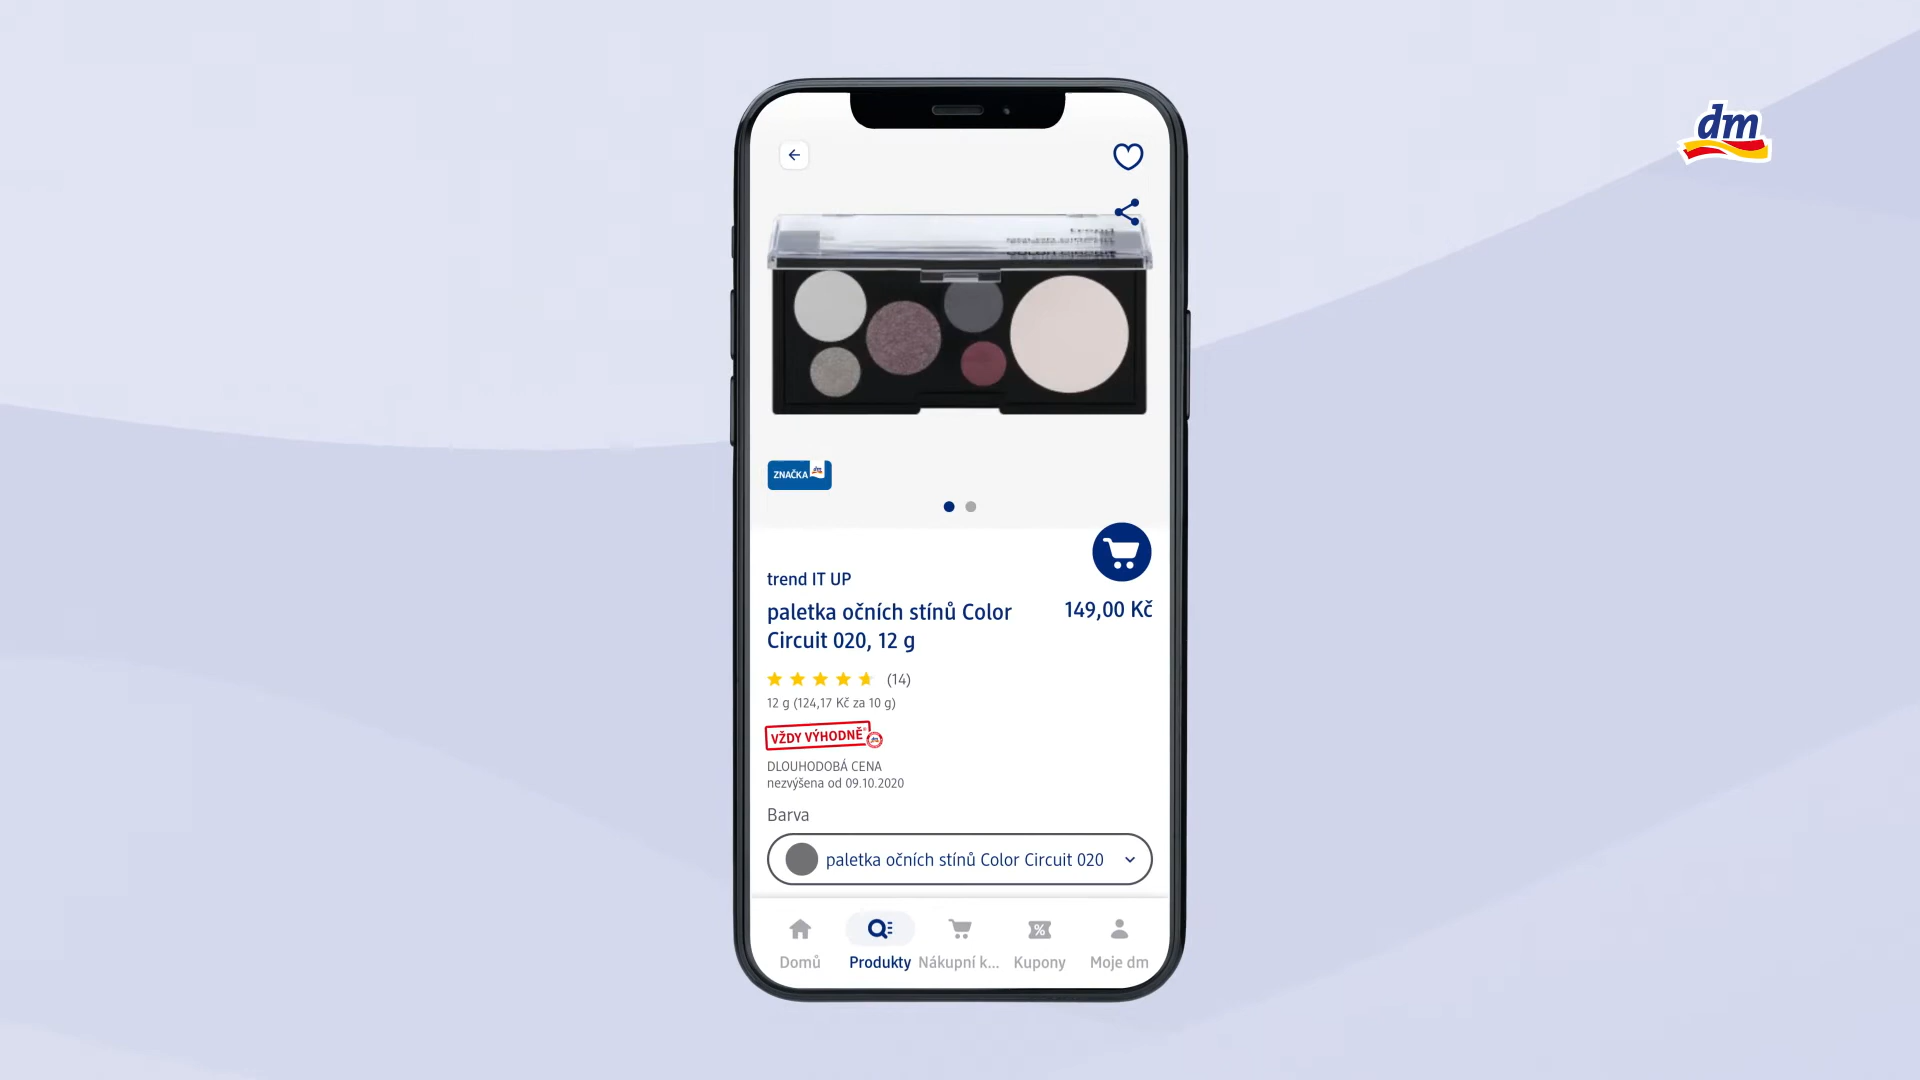 dm
ZNAČKA dm
trend IT UP
paletka očních stínů Color
Circuit 020, 12 g
149,00 Kč
(14)
12 g (124,17 Kč za 10 g)
VŽDY VÝHODNĚ
DLOUHODOBÁ CENA
nezvýšena od 09.10.2020
Barva
paletka očních stínů Color Circuit 020
%
Domů Produkty Nákupní k... Kupony Moje dm